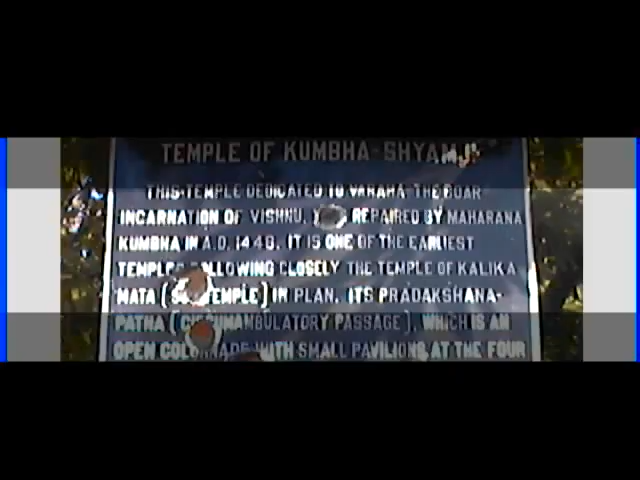 TEMPLE OF KUMBHA-SHYAMJI
THIS TEMPLE DEDICATED TO VARAHA THE BOAR
INCARNATION OF VISHNU, REPAIRED BY MAHARANA
KUMBHA IN A.D. 1448. IT IS ONE OF THE EARLIEST
TEMPLES FOLLOWING CLOSELY THE TEMPLE OF KALIKA
MATA (SUN TEMPLE) IN PLAN. ITS PRADAKSHANA-
PATHA (CIRCUMAMBULATORY PASSAGE), WHICH IS AN
OPEN COLONNADE WITH SMALL PAVILIONS AT THE FOUR